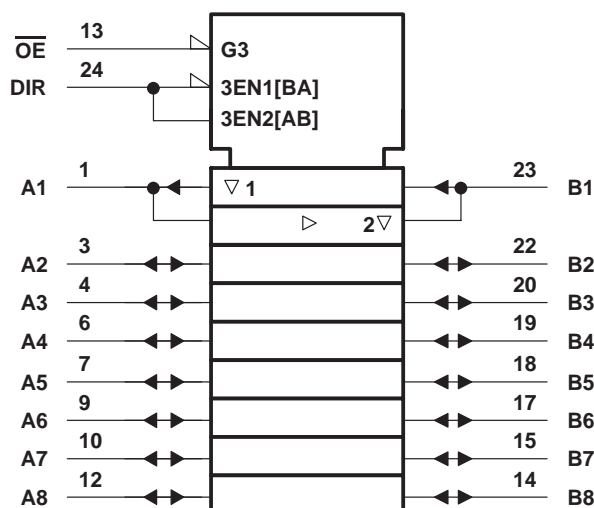 OE 13 G3
DIR 24 3EN1[BA]
3EN2[AB]
A1 1 ▽ 1 23 B1
▷ 2▽
A2 3 22 B2
A3 4 20 B3
A4 6 19 B4
A5 7 18 B5
A6 9 17 B6
A7 10 15 B7
A8 12 14 B8